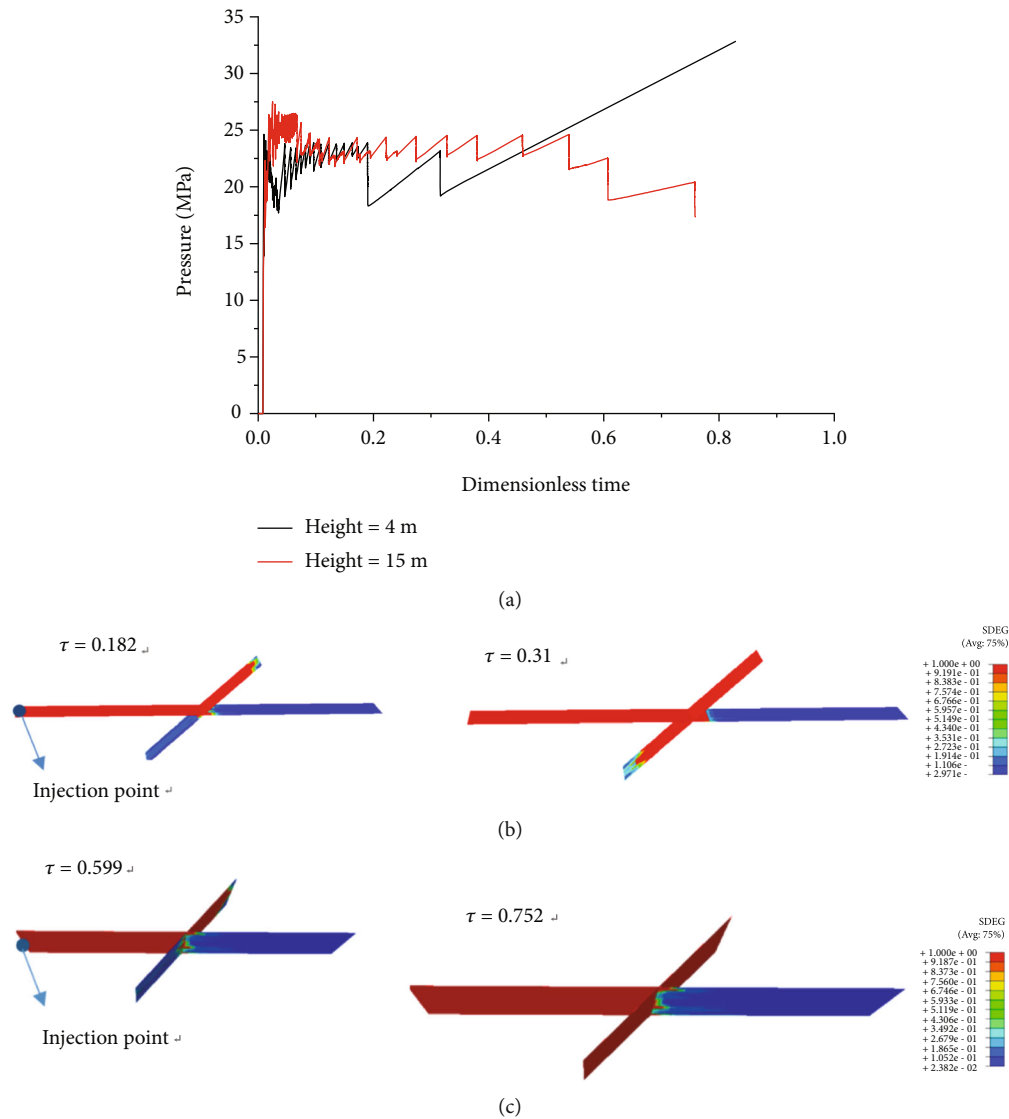 35
30
25
20
15
10
5
0
Pressure (MPa)
0.0 0.2 0.4 0.6 0.8 1.0
Dimensionless time
Height = 4 m
Height = 15 m
(a)
τ = 0.182 ↵
τ = 0.31 ↵
Injection point ↵
SDEG
(Avg: 75%)
+ 1.000e + 00
+ 9.191e - 01
+ 8.383e - 01
+ 7.574e - 01
+ 6.766e - 01
+ 5.957e - 01
+ 5.149e - 01
+ 4.340e - 01
+ 3.531e - 01
+ 2.723e - 01
+ 1.914e - 01
+ 1.106e -
+ 2.971e -
(b)
τ = 0.599 ↵
τ = 0.752 ↵
Injection point ↵
SDEG
(Avg: 75%)
+ 1.000e + 00
+ 9.187e - 01
+ 8.373e - 01
+ 7.560e - 01
+ 6.746e - 01
+ 5.933e - 01
+ 5.119e - 01
+ 4.306e - 01
+ 3.492e - 01
+ 2.679e - 01
+ 1.865e - 01
+ 1.052e - 01
+ 2.382e - 02
(c)